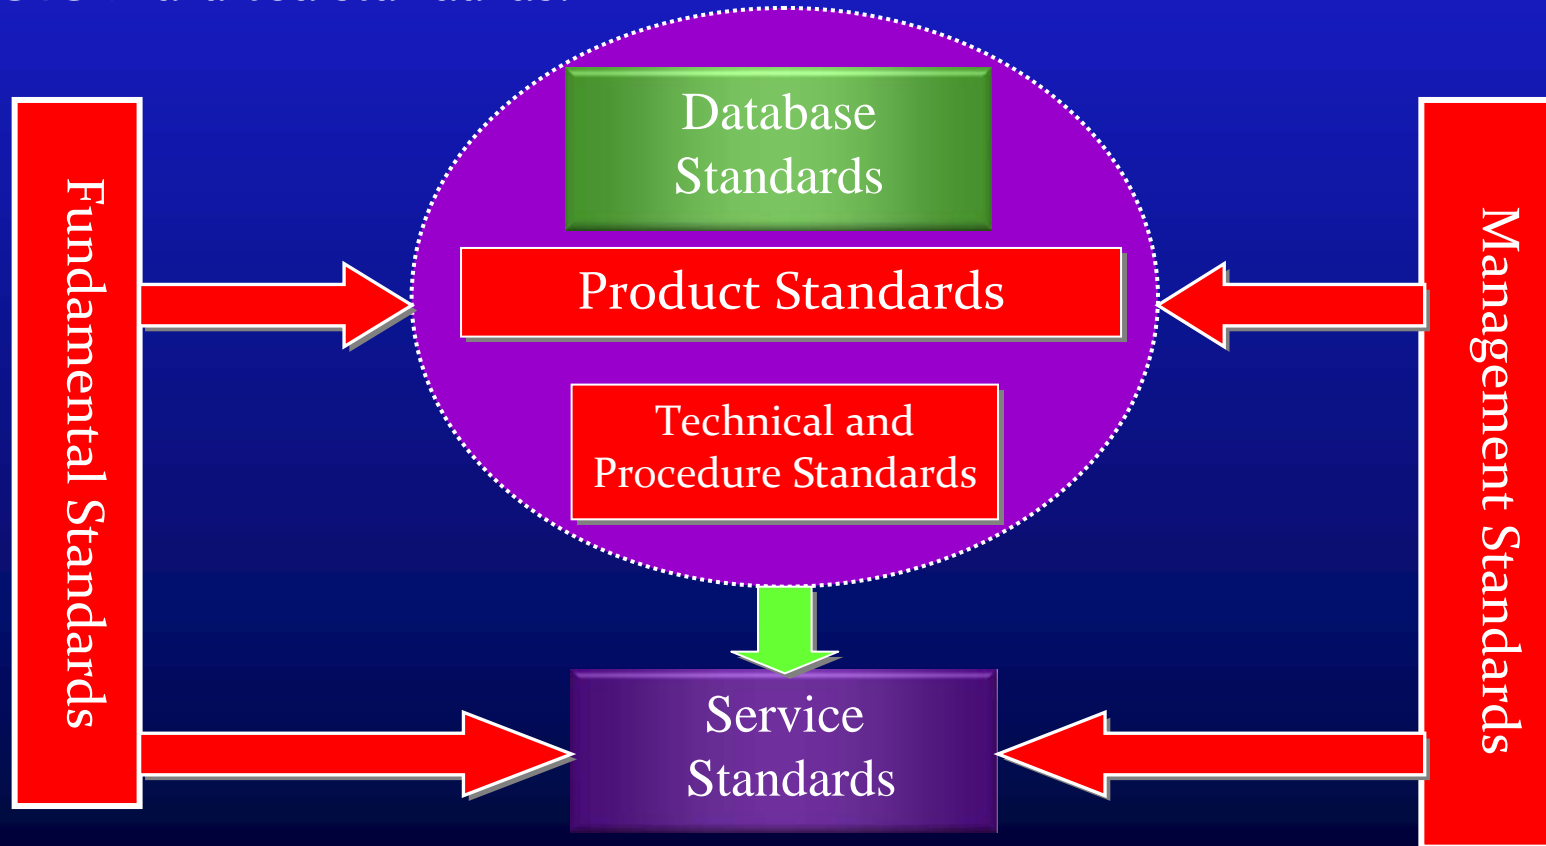 Database
Standards
Product Standards
Technical and
Procedure Standards
Service
Standards
Fundamental Standards
Management Standards